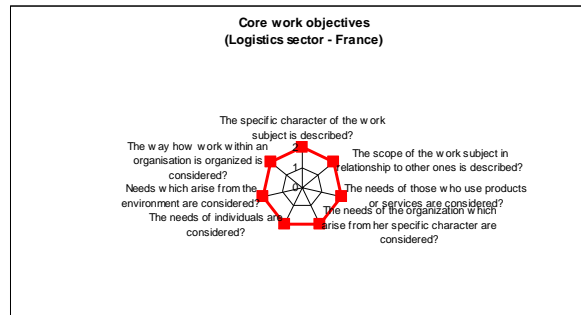 Core work objectives
(Logistics sector - France)
The specific character of the work
subject is described?
The scope of the work subject in
relationship to other ones is described?
The needs of those who use products
or services are considered?
The needs of the organization which
arise from her specific character are
considered?
The needs of individuals are
considered?
Needs which arise from the
environment are considered?
The way how work within an
organisation is organized is
considered?
2
1
0